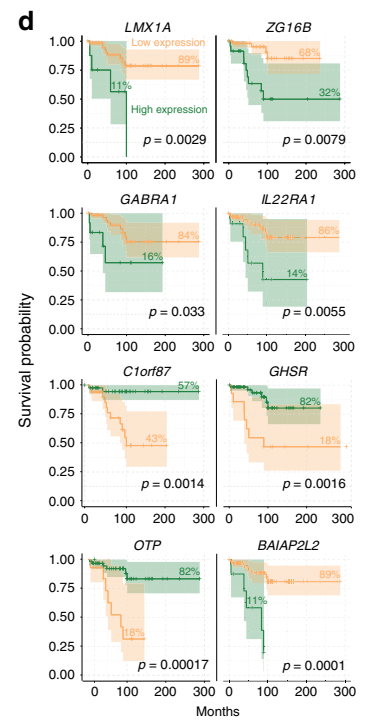 d
LMX1A
ZG16B
1.00
0.75
0.50
0.25
0.00
Low expression
89%
11%
High expression
p = 0.0029
68%
32%
p = 0.0079
0 100 200 300
0 100 200 300
GABRA1
IL22RA1
1.00
0.75
0.50
0.25
0.00
84%
16%
p = 0.033
86%
14%
p = 0.0055
0 100 200 300
0 100 200 300
Survival probability
C1orf87
GHSR
1.00
0.75
0.50
0.25
0.00
57%
43%
p = 0.0014
82%
18%
p = 0.0016
0 100 200 300
0 100 200 300
OTP
BAIAP2L2
1.00
0.75
0.50
0.25
0.00
82%
18%
p = 0.00017
89%
11%
p = 0.0001
0 100 200 300
0 100 200 300
Months